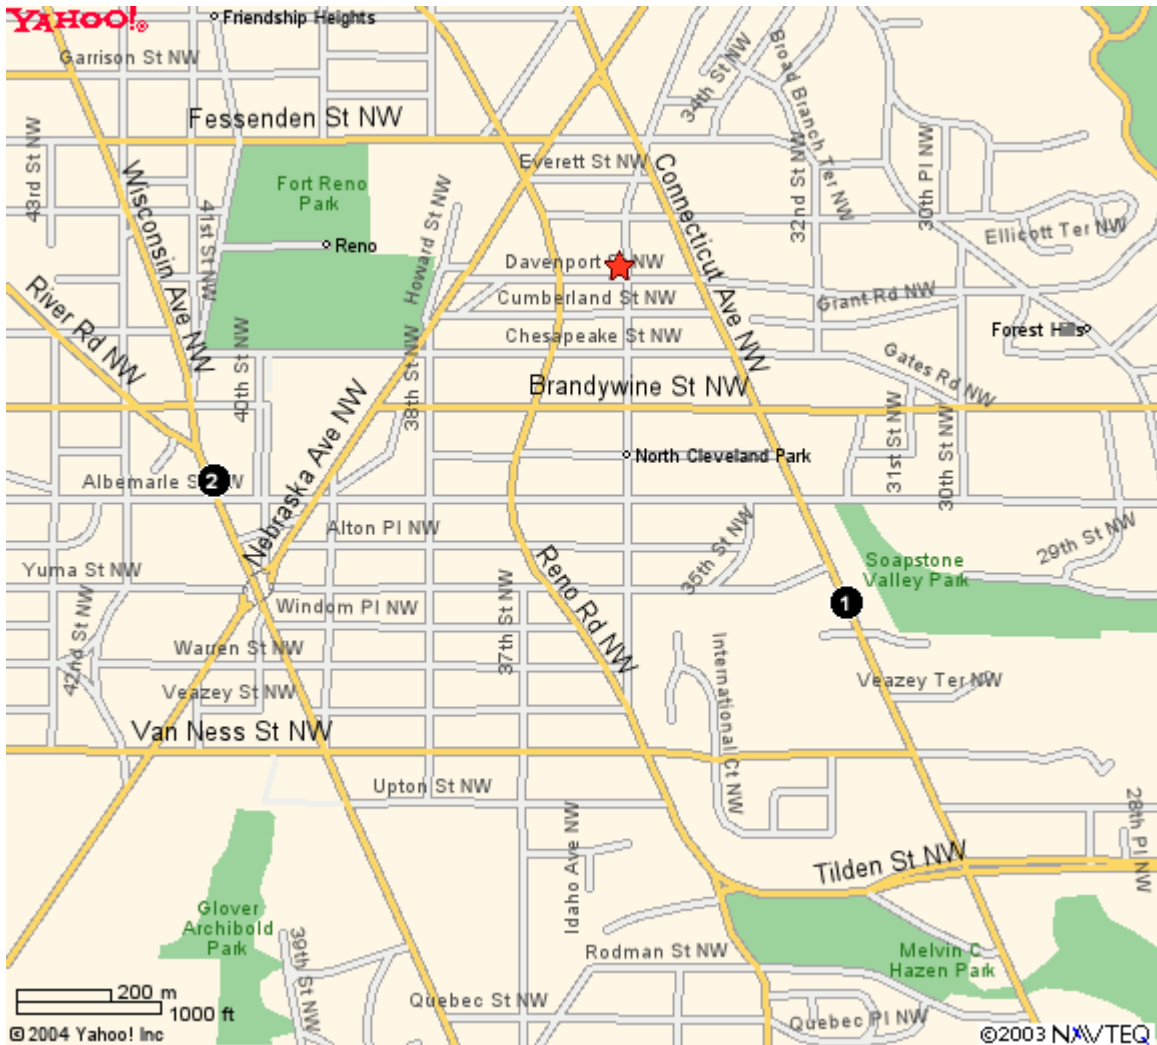 YAHOO!®
Friendship Heights
Garrison St NW
34th St NW
Broad Branch Ter NW
Fessenden St NW
43rd St NW
Wisconsin Ave NW
Everett St NW
Connecticut Ave NW
30th Pl NW
Fort Reno
Park
41st St NW
Howard St NW
Reno
Ellicott Ter NW
Davenport St NW
River Rd NW
Cumberland St NW
Grant Rd NW
Chesapeake St NW
Forest Hills
40th St NW
38th St NW
Gates Rd NW
Brandywine St NW
Nebraska Ave NW
31st St NW
30th St NW
North Cleveland Park
2
Alton Pl NW
35th St NW
29th St NW
Yuma St NW
Reno Rd NW
Soapstone
Valley Park
1
Windom Pl NW
42nd St NW
37th St NW
Warren St NW
International Ct NW
Veazey St NW
Veazey Ter NW
Van Ness St NW
Upton St NW
Idaho Ave NW
28th Pl NW
Tilden St NW
Glover
Archibold
Park
39th St NW
Rodman St NW
Melvin C
Hazen Park
200 m
1000 ft
Quebec St NW
Quebec Pl NW
© 2004 Yahoo! Inc
©2003 NAVTEQ